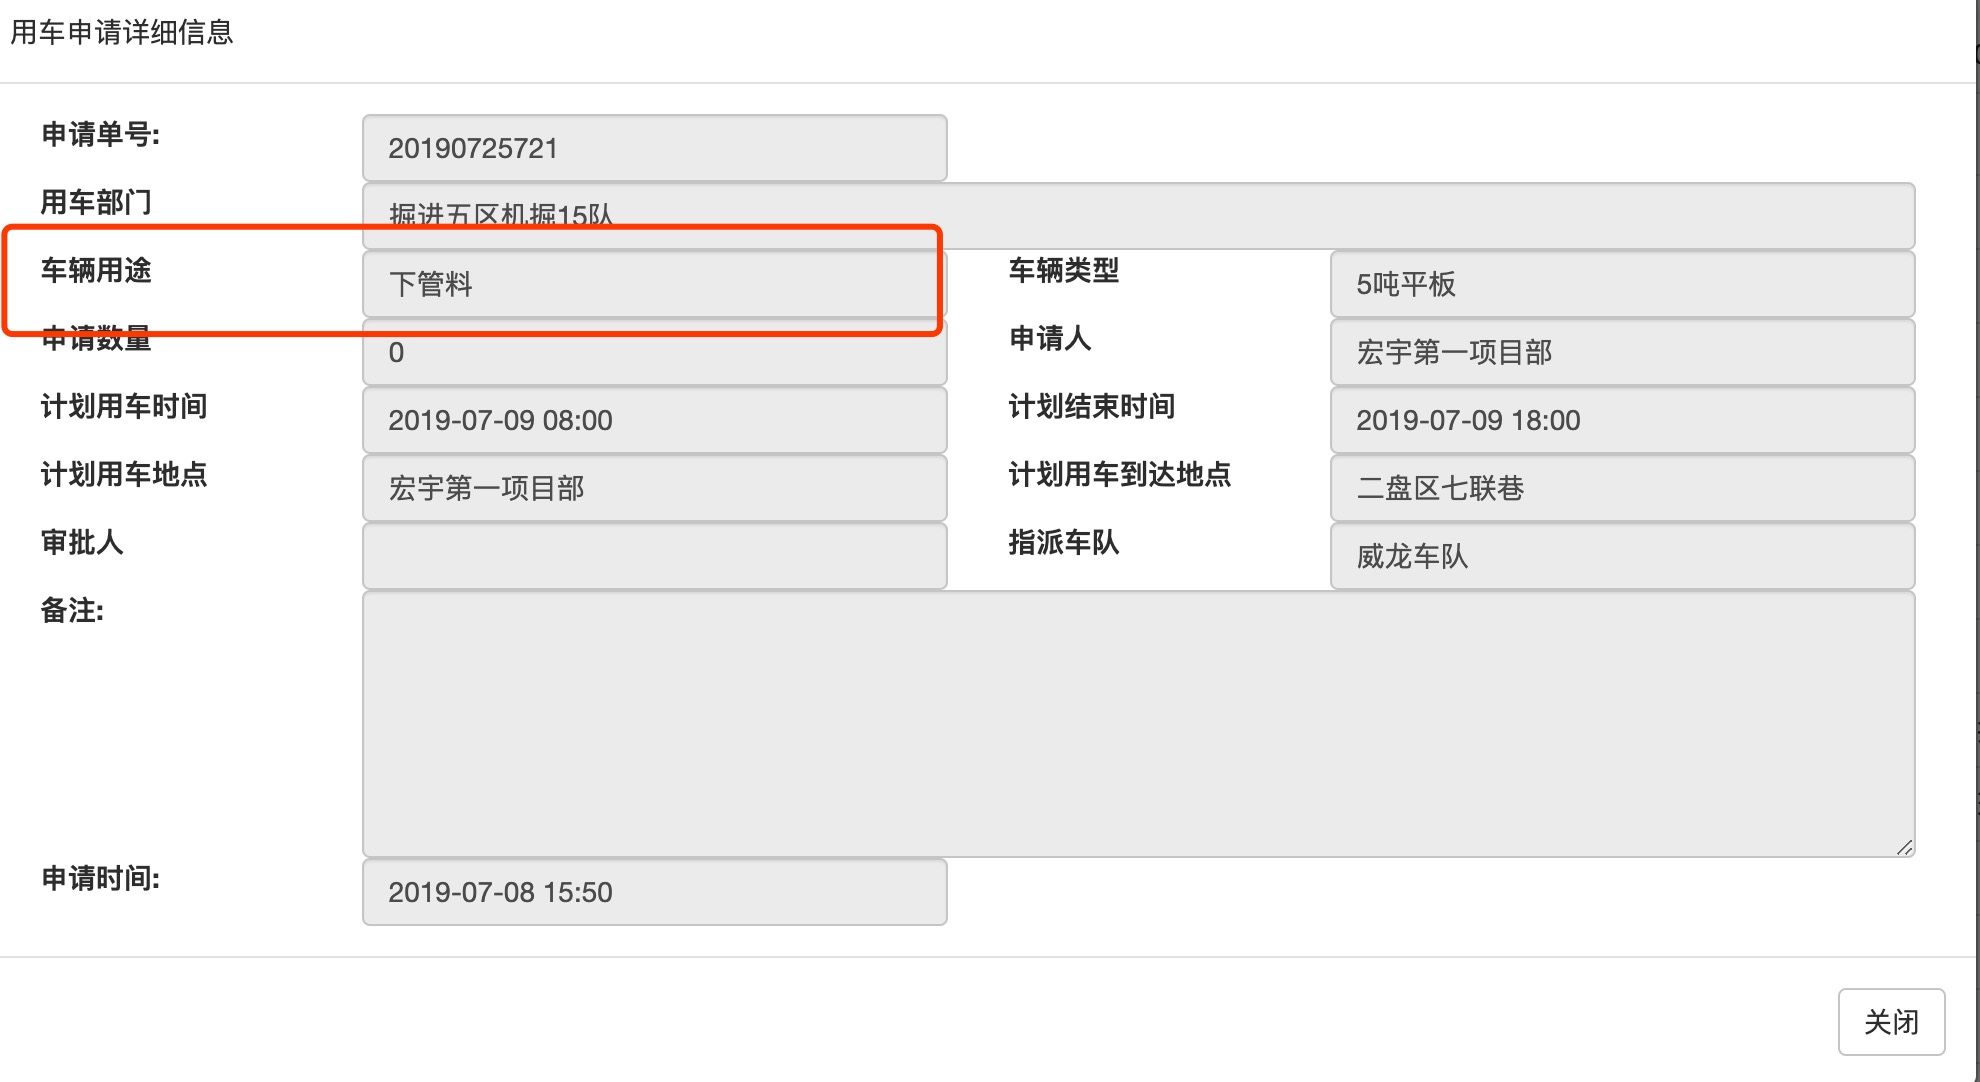 用车申请详细信息
申请单号: 20190725721
用车部门 掘进五区机掘15队
车辆用途 下管料 车辆类型 5吨平板
申请数量 0 申请人 宏宇第一项目部
计划用车时间 2019-07-09 08:00 计划结束时间 2019-07-09 18:00
计划用车地点 宏宇第一项目部 计划用车到达地点 二盘区七联巷
审批人 指派车队 威龙车队
备注:
申请时间: 2019-07-08 15:50
关闭